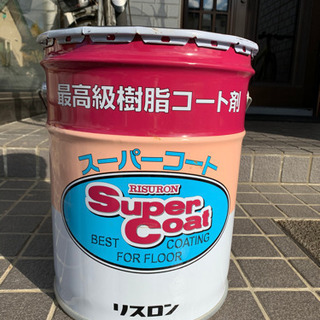 最高級樹脂コート剤
スーパーコート
RISURON
Super
Coat
BEST COATING
FOR FLOOR
リスロン